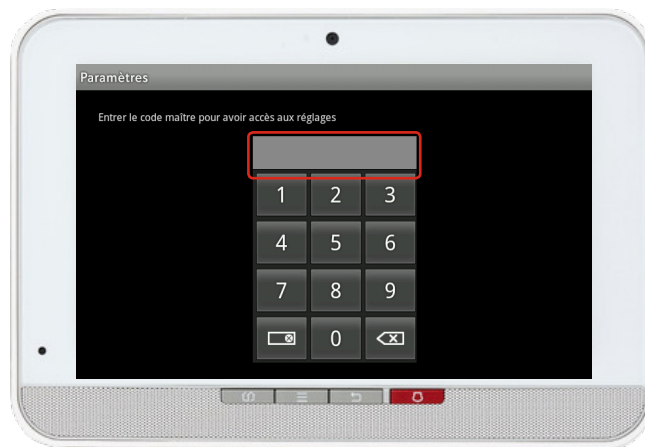 Paramètres
Entrer le code maître pour avoir accès aux réglages
1 2 3
4 5 6
7 8 9
0